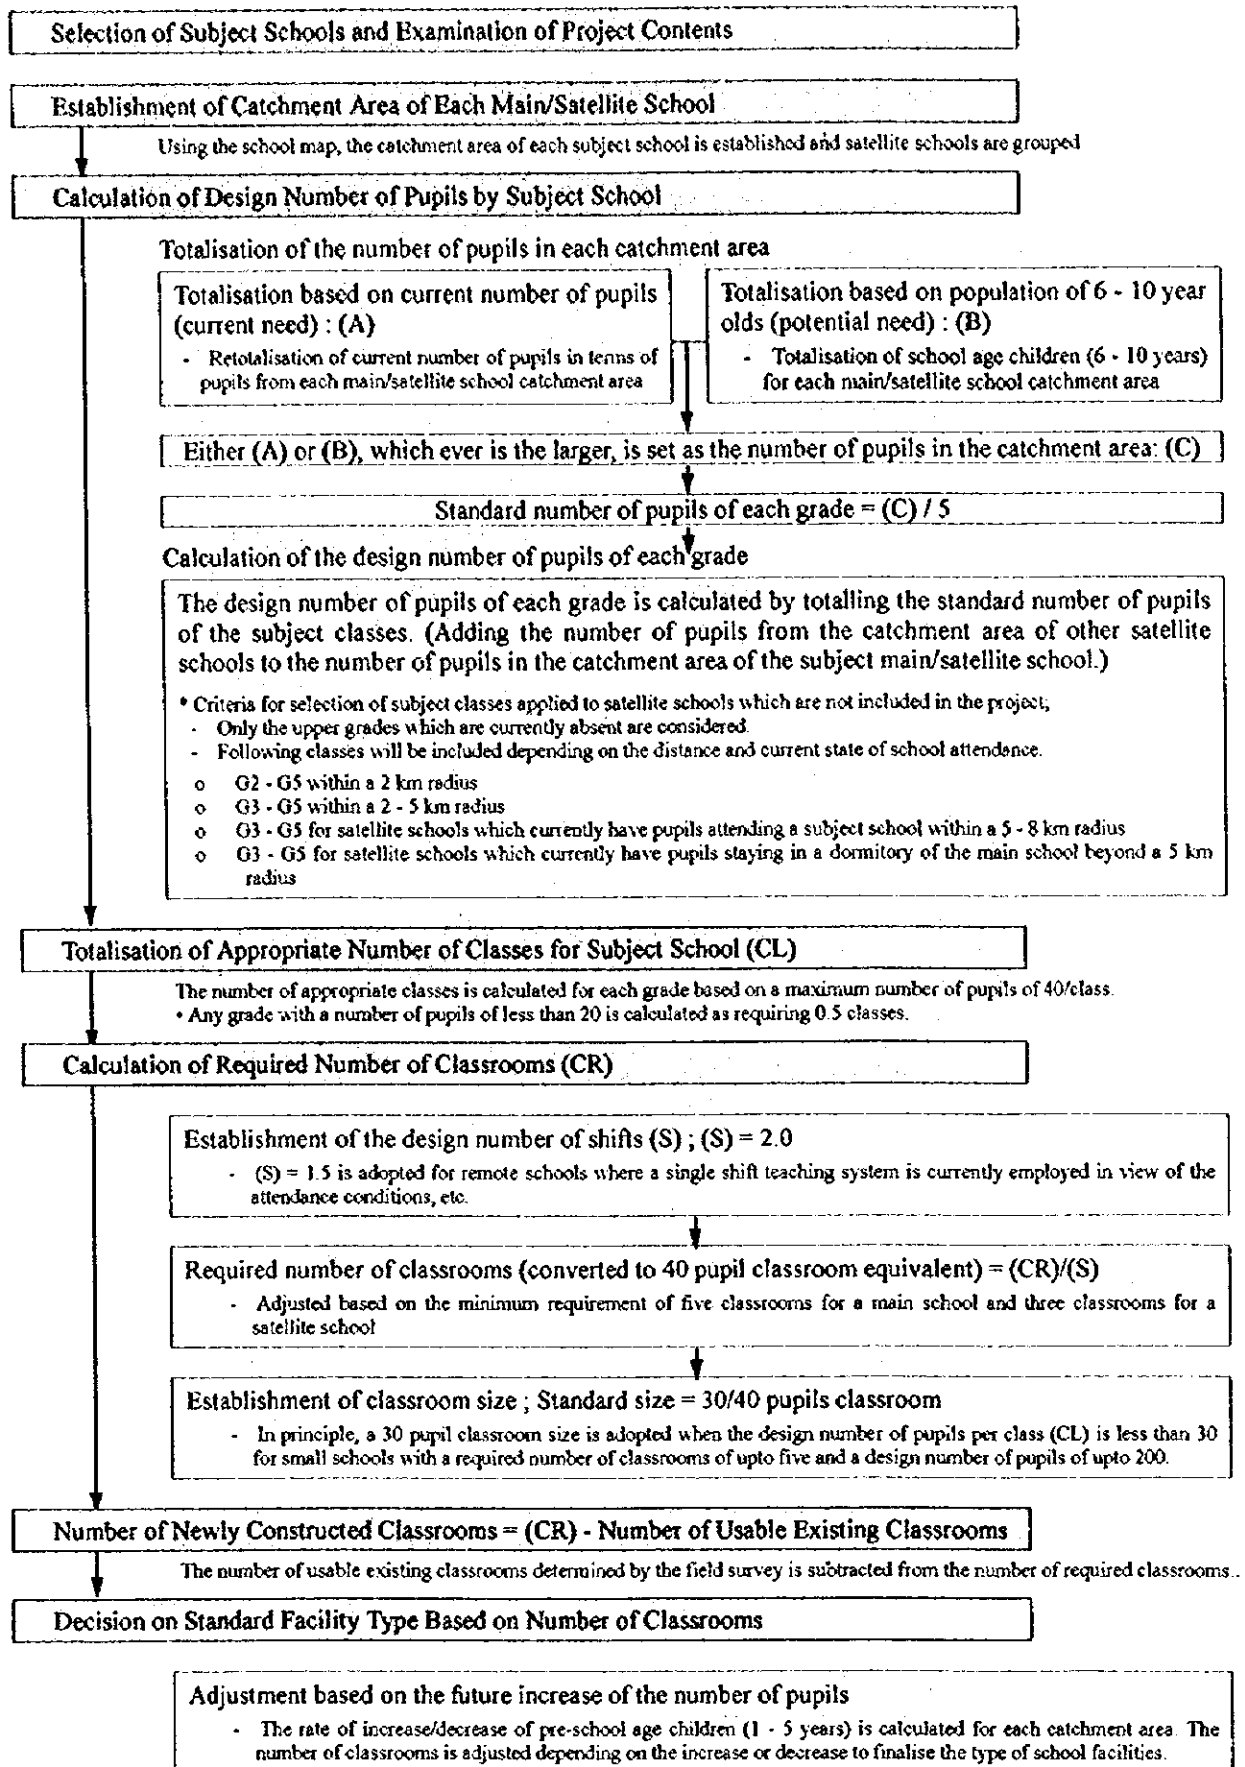 Selection of Subject Schools and Examination of Project Contents
Establishment of Catchment Area of Each Main/Satellite School
Using the school map, the catchment area of each subject school is established and satellite schools are grouped
Calculation of Design Number of Pupils by Subject School
Totalisation of the number of pupils in each catchment area
Totalisation based on current number of pupils
(current need) : (A)
- Retotalisation of current number of pupils in terms of
pupils from each main/satellite school catchment area
Totalisation based on population of 6 - 10 year
olds (potential need) : (B)
- Totalisation of school age children (6 - 10 years)
for each main/satellite school catchment area
Either (A) or (B), which ever is the larger, is set as the number of pupils in the catchment area: (C)
Standard number of pupils of each grade = (C) / 5
Calculation of the design number of pupils of each grade
The design number of pupils of each grade is calculated by totalling the standard number of pupils
of the subject classes. (Adding the number of pupils from the catchment area of other satellite
schools to the number of pupils in the catchment area of the subject main/satellite school.)
* Criteria for selection of subject classes applied to satellite schools which are not included in the project;
- Only the upper grades which are currently absent are considered.
- Following classes will be included depending on the distance and current state of school attendance.
o G2 - G5 within a 2 km radius
o G3 - G5 within a 2 - 5 km radius
o G3 - G5 for satellite schools which currently have pupils attending a subject school within a 5 - 8 km radius
o G3 - G5 for satellite schools which currently have pupils staying in a dormitory of the main school beyond a 5 km
radius
Totalisation of Appropriate Number of Classes for Subject School (CL)
The number of appropriate classes is calculated for each grade based on a maximum number of pupils of 40/class.
* Any grade with a number of pupils of less than 20 is calculated as requiring 0.5 classes.
Calculation of Required Number of Classrooms (CR)
Establishment of the design number of shifts (S) ; (S) = 2.0
- (S) = 1.5 is adopted for remote schools where a single shift teaching system is currently employed in view of the
attendance conditions, etc.
Required number of classrooms (converted to 40 pupil classroom equivalent) = (CR)/(S)
- Adjusted based on the minimum requirement of five classrooms for a main school and three classrooms for a
satellite school
Establishment of classroom size ; Standard size = 30/40 pupils classroom
- In principle, a 30 pupil classroom size is adopted when the design number of pupils per class (CL) is less than 30
for small schools with a required number of classrooms of upto five and a design number of pupils of upto 200.
Number of Newly Constructed Classrooms = (CR) - Number of Usable Existing Classrooms
The number of usable existing classrooms determined by the field survey is subtracted from the number of required classrooms..
Decision on Standard Facility Type Based on Number of Classrooms
Adjustment based on the future increase of the number of pupils
- The rate of increase/decrease of pre-school age children (1 - 5 years) is calculated for each catchment area. The
number of classrooms is adjusted depending on the increase or decrease to finalise the type of school facilities.